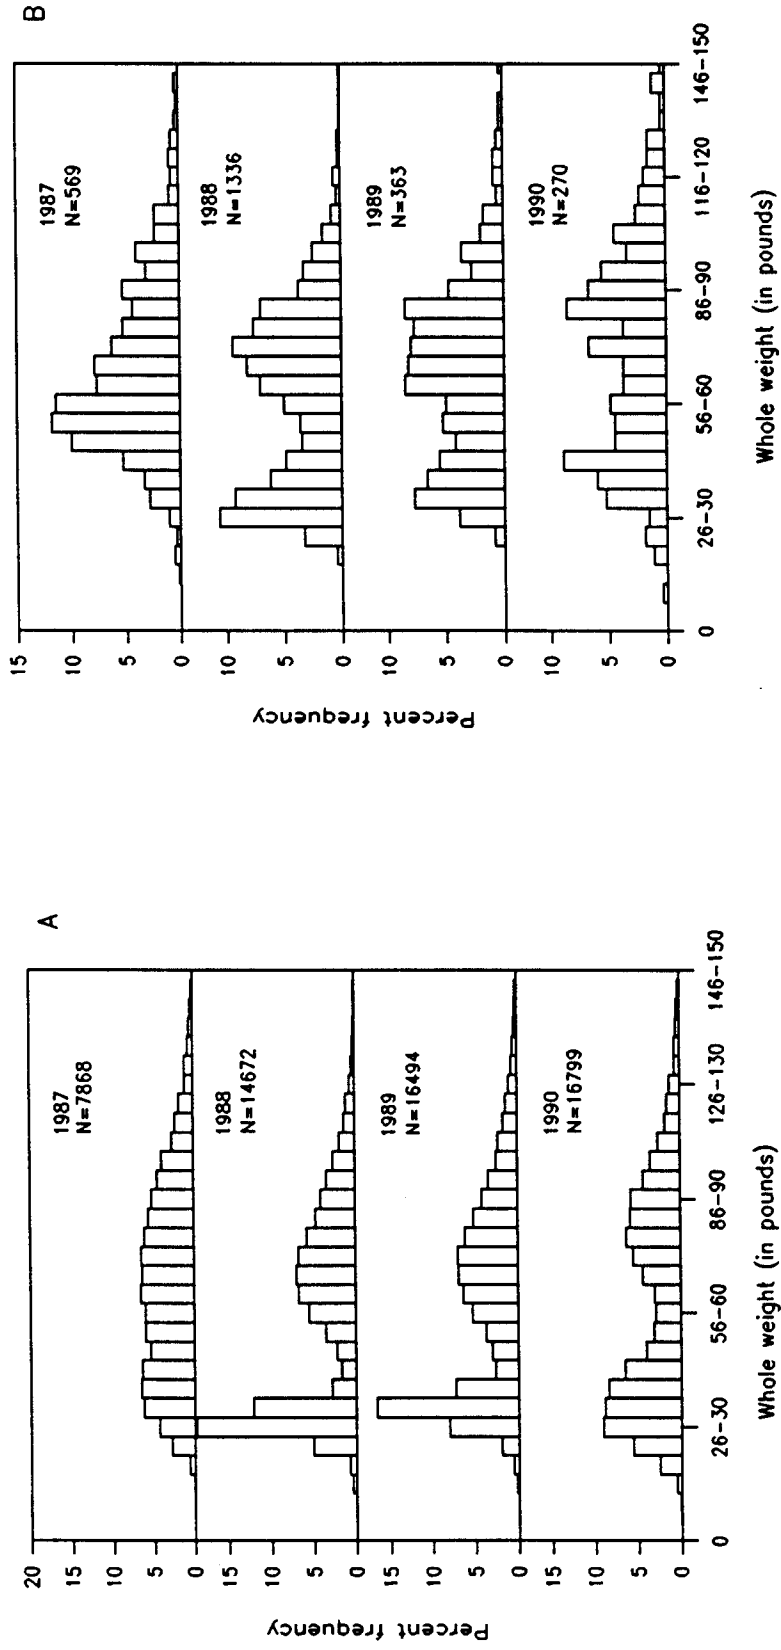 A
Percent frequency
20
15
10
5
0
15
10
5
0
15
10
5
0
15
10
5
0
1987
N=7868
1988
N=14672
1989
N=16494
1990
N=16799
0 26-30 56-60 86-90 126-130 146-150
Whole weight (in pounds)
B
Percent frequency
15
10
5
0
10
5
0
10
5
0
10
5
0
1987
N=569
1988
N=1336
1989
N=363
1990
N=270
0 26-30 56-60 86-90 116-120 146-150
Whole weight (in pounds)